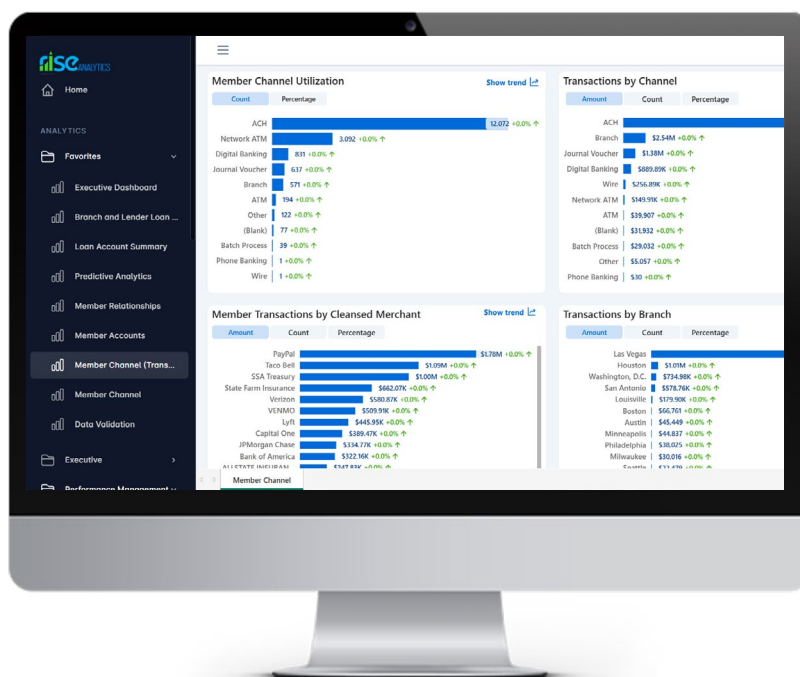 rise ANALYTICS
Home
ANALYTICS
Favorites
Executive Dashboard
Branch and Lender Loan ...
Loan Account Summary
Predictive Analytics
Member Relationships
Member Accounts
Member Channel (Trans...
Member Channel
Data Validation
Executive
Performance Management
Member Channel Utilization
Show trend
Count Percentage
ACH 12.072 +0.0% ↑
Network ATM 3.092 +0.0% ↑
Digital Banking 831 +0.0% ↑
Journal Voucher 637 +0.0% ↑
Branch 571 +0.0% ↑
ATM 194 +0.0% ↑
Other 122 +0.0% ↑
(Blank) 77 +0.0% ↑
Batch Process 39 +0.0% ↑
Phone Banking 1 +0.0% ↑
Wire 1 +0.0% ↑
Transactions by Channel
Amount Count Percentage
ACH
Branch $2.54M +0.0% ↑
Journal Voucher $1.38M +0.0% ↑
Digital Banking $889.89K +0.0% ↑
Wire $256.89K +0.0% ↑
Network ATM $149.91K +0.0% ↑
ATM $39,907 +0.0% ↑
(Blank) $31,932 +0.0% ↑
Batch Process $29,032 +0.0% ↑
Other $5.057 +0.0% ↑
Phone Banking $30 +0.0% ↑
Member Transactions by Cleansed Merchant
Show trend
Amount Count Percentage
PayPal $1.78M +0.0% ↑
Taco Bell $1.09M +0.0% ↑
SSA Treasury $1.00M +0.0% ↑
State Farm Insurance $662.07K +0.0% ↑
Verizon $580.87K +0.0% ↑
VENMO $509.91K +0.0% ↑
Lyft $445.95K +0.0% ↑
Capital One $389.47K +0.0% ↑
JPMorgan Chase $334.77K +0.0% ↑
Bank of America $322.16K +0.0% ↑
ALLSTATE INSURAN... $247.83K +0.0% ↑
Transactions by Branch
Amount Count Percentage
Las Vegas
Houston $1.01M +0.0% ↑
Washington, D.C. $734.98K +0.0% ↑
San Antonio $578.76K +0.0% ↑
Louisville $179.90K +0.0% ↑
Boston $66,761 +0.0% ↑
Austin $45,449 +0.0% ↑
Minneapolis $44,837 +0.0% ↑
Philadelphia $38,025 +0.0% ↑
Milwaukee $30,016 +0.0% ↑
Seattle $22,479 +0.0% ↑
Member Channel